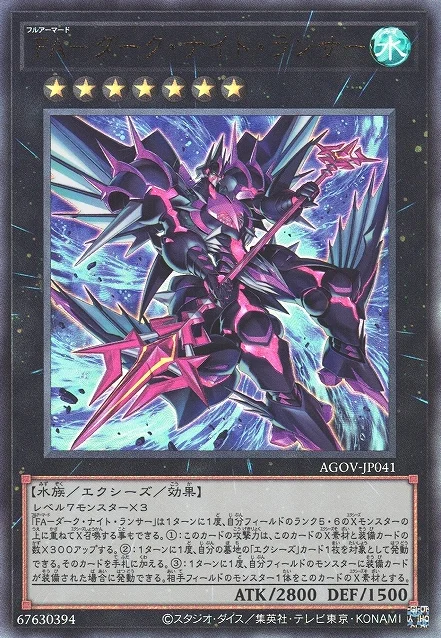 フルアーマード
FA-ダーク・ナイト・ランサー
水
AGOV-JP041
【水族/エクシーズ/効果】
レベル7モンスター×3
「FA-ダーク・ナイト・ランサー」は1ターンに1度、自分フィールドのランク5・6のXモンスターの
上に重ねてX召喚する事もできる。①:このカードの攻撃力は、このカードのX素材と装備カードの
数×300アップする。②:1ターンに1度、自分の墓地の「エクシーズ」カード1枚を対象として発動
できる。そのカードを手札に加える。③:1ターンに1度、自分フィールドのモンスターに装備カード
が装備された場合に発動できる。相手フィールドのモンスター1体をこのカードのX素材とする。
ATK/2800 DEF/1500
67630394
©スタジオ・ダイス/集英社・テレビ東京・KONAMI